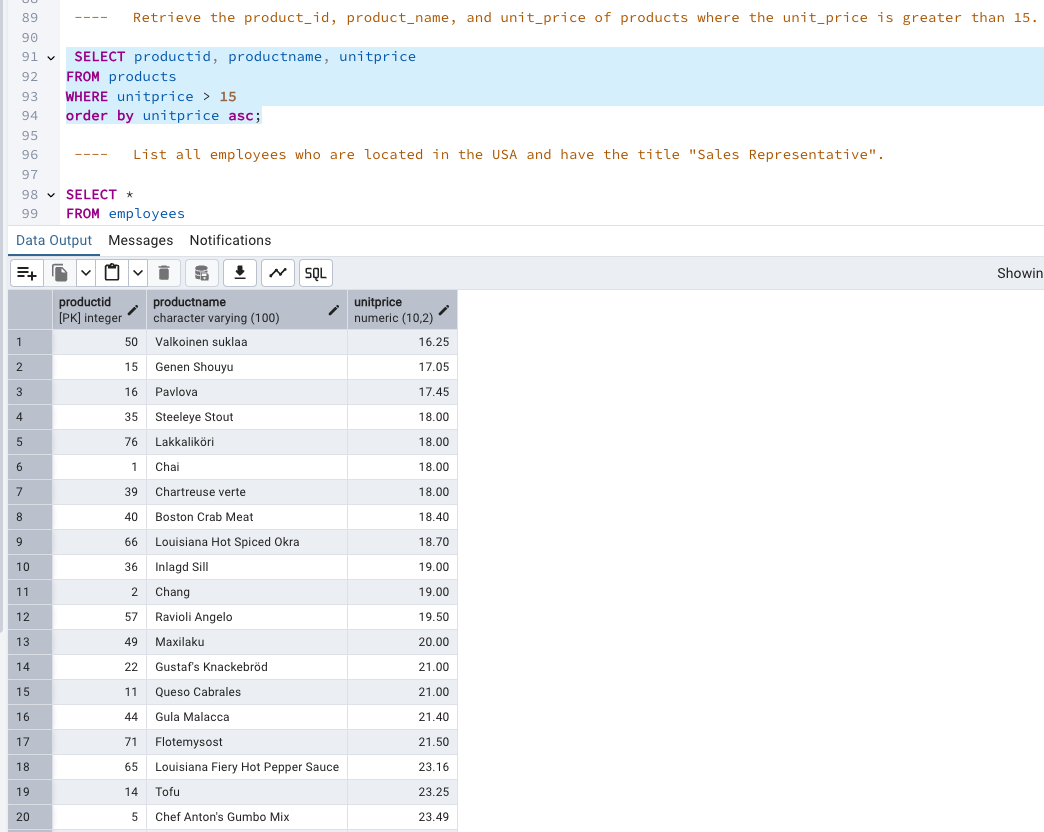 89 ---- Retrieve the product_id, product_name, and unit_price of products where the unit_price is greater than 15.
90
91 SELECT productid, productname, unitprice
92 FROM products
93 WHERE unitprice > 15
94 order by unitprice asc;
95
96 ---- List all employees who are located in the USA and have the title "Sales Representative".
97
98 SELECT *
99 FROM employees
Data Output Messages Notifications
SQL Showin
productid productname unitprice
[PK] integer character varying (100) numeric (10,2)
1 50 Valkoinen suklaa 16.25
2 15 Genen Shouyu 17.05
3 16 Pavlova 17.45
4 35 Steeleye Stout 18.00
5 76 Lakkalikööri 18.00
6 1 Chai 18.00
7 39 Chartreuse verte 18.00
8 40 Boston Crab Meat 18.40
9 66 Louisiana Hot Spiced Okra 18.70
10 36 Inlagd Sill 19.00
11 2 Chang 19.00
12 57 Ravioli Angelo 19.50
13 49 Maxilaku 20.00
14 22 Gustaf's Knackebröd 21.00
15 11 Queso Cabrales 21.00
16 44 Gula Malacca 21.40
17 71 Flotemysost 21.50
18 65 Louisiana Fiery Hot Pepper Sauce 23.16
19 14 Tofu 23.25
20 5 Chef Anton's Gumbo Mix 23.49